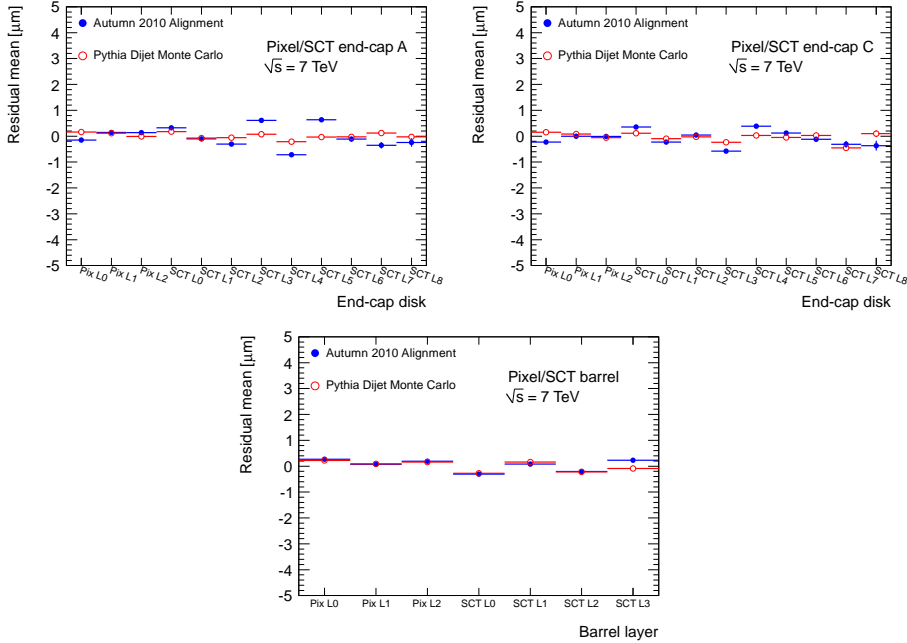 Residual mean [μm]
5
4
3
2
1
0
-1
-2
-3
-4
-5
Autumn 2010 Alignment
Pythia Dijet Monte Carlo
Pixel/SCT end-cap A
√s = 7 TeV
Pix L0 Pix L1 Pix L2 SCT L0 SCT L1 SCT L2 SCT L3 SCT L4 SCT L5 SCT L6 SCT L7 SCT L8
End-cap disk
Residual mean [μm]
5
4
3
2
1
0
-1
-2
-3
-4
-5
Autumn 2010 Alignment
Pythia Dijet Monte Carlo
Pixel/SCT end-cap C
√s = 7 TeV
Pix L0 Pix L1 Pix L2 SCT L0 SCT L1 SCT L2 SCT L3 SCT L4 SCT L5 SCT L6 SCT L7 SCT L8
End-cap disk
Residual mean [μm]
5
4
3
2
1
0
-1
-2
-3
-4
-5
Autumn 2010 Alignment
Pythia Dijet Monte Carlo
Pixel/SCT barrel
√s = 7 TeV
Pix L0 Pix L1 Pix L2 SCT L0 SCT L1 SCT L2 SCT L3
Barrel layer